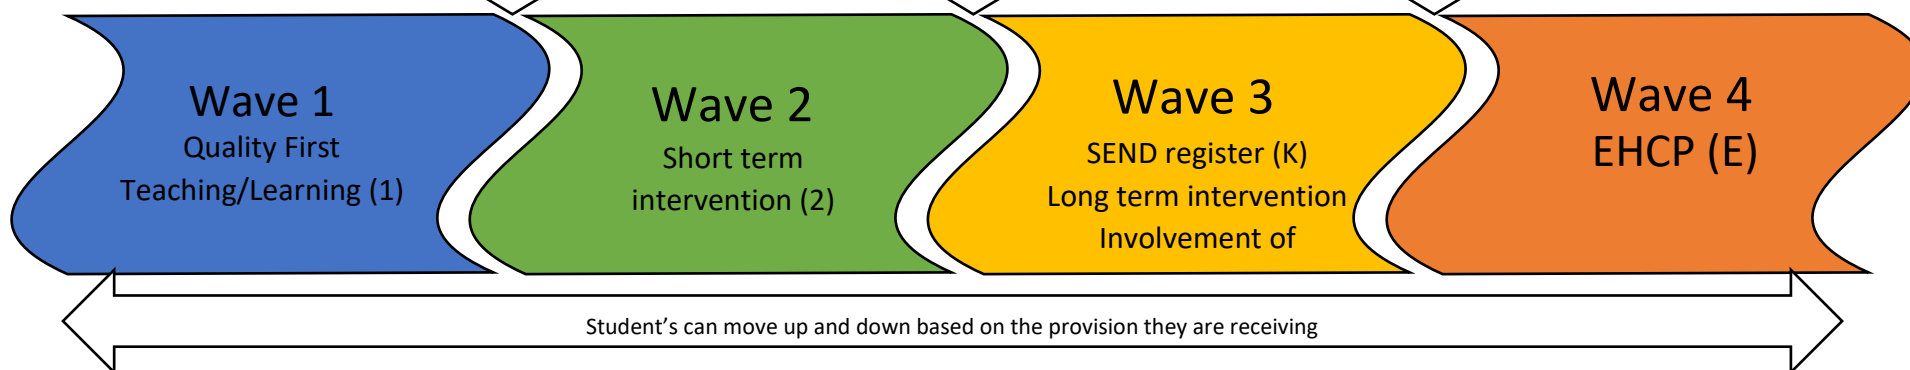 Wave 1
Quality First
Teaching/Learning (1)
Wave 2
Short term
intervention (2)
Wave 3
SEND register (K)
Long term intervention
Involvement of
Wave 4
EHCP (E)
Student’s can move up and down based on the provision they are receiving